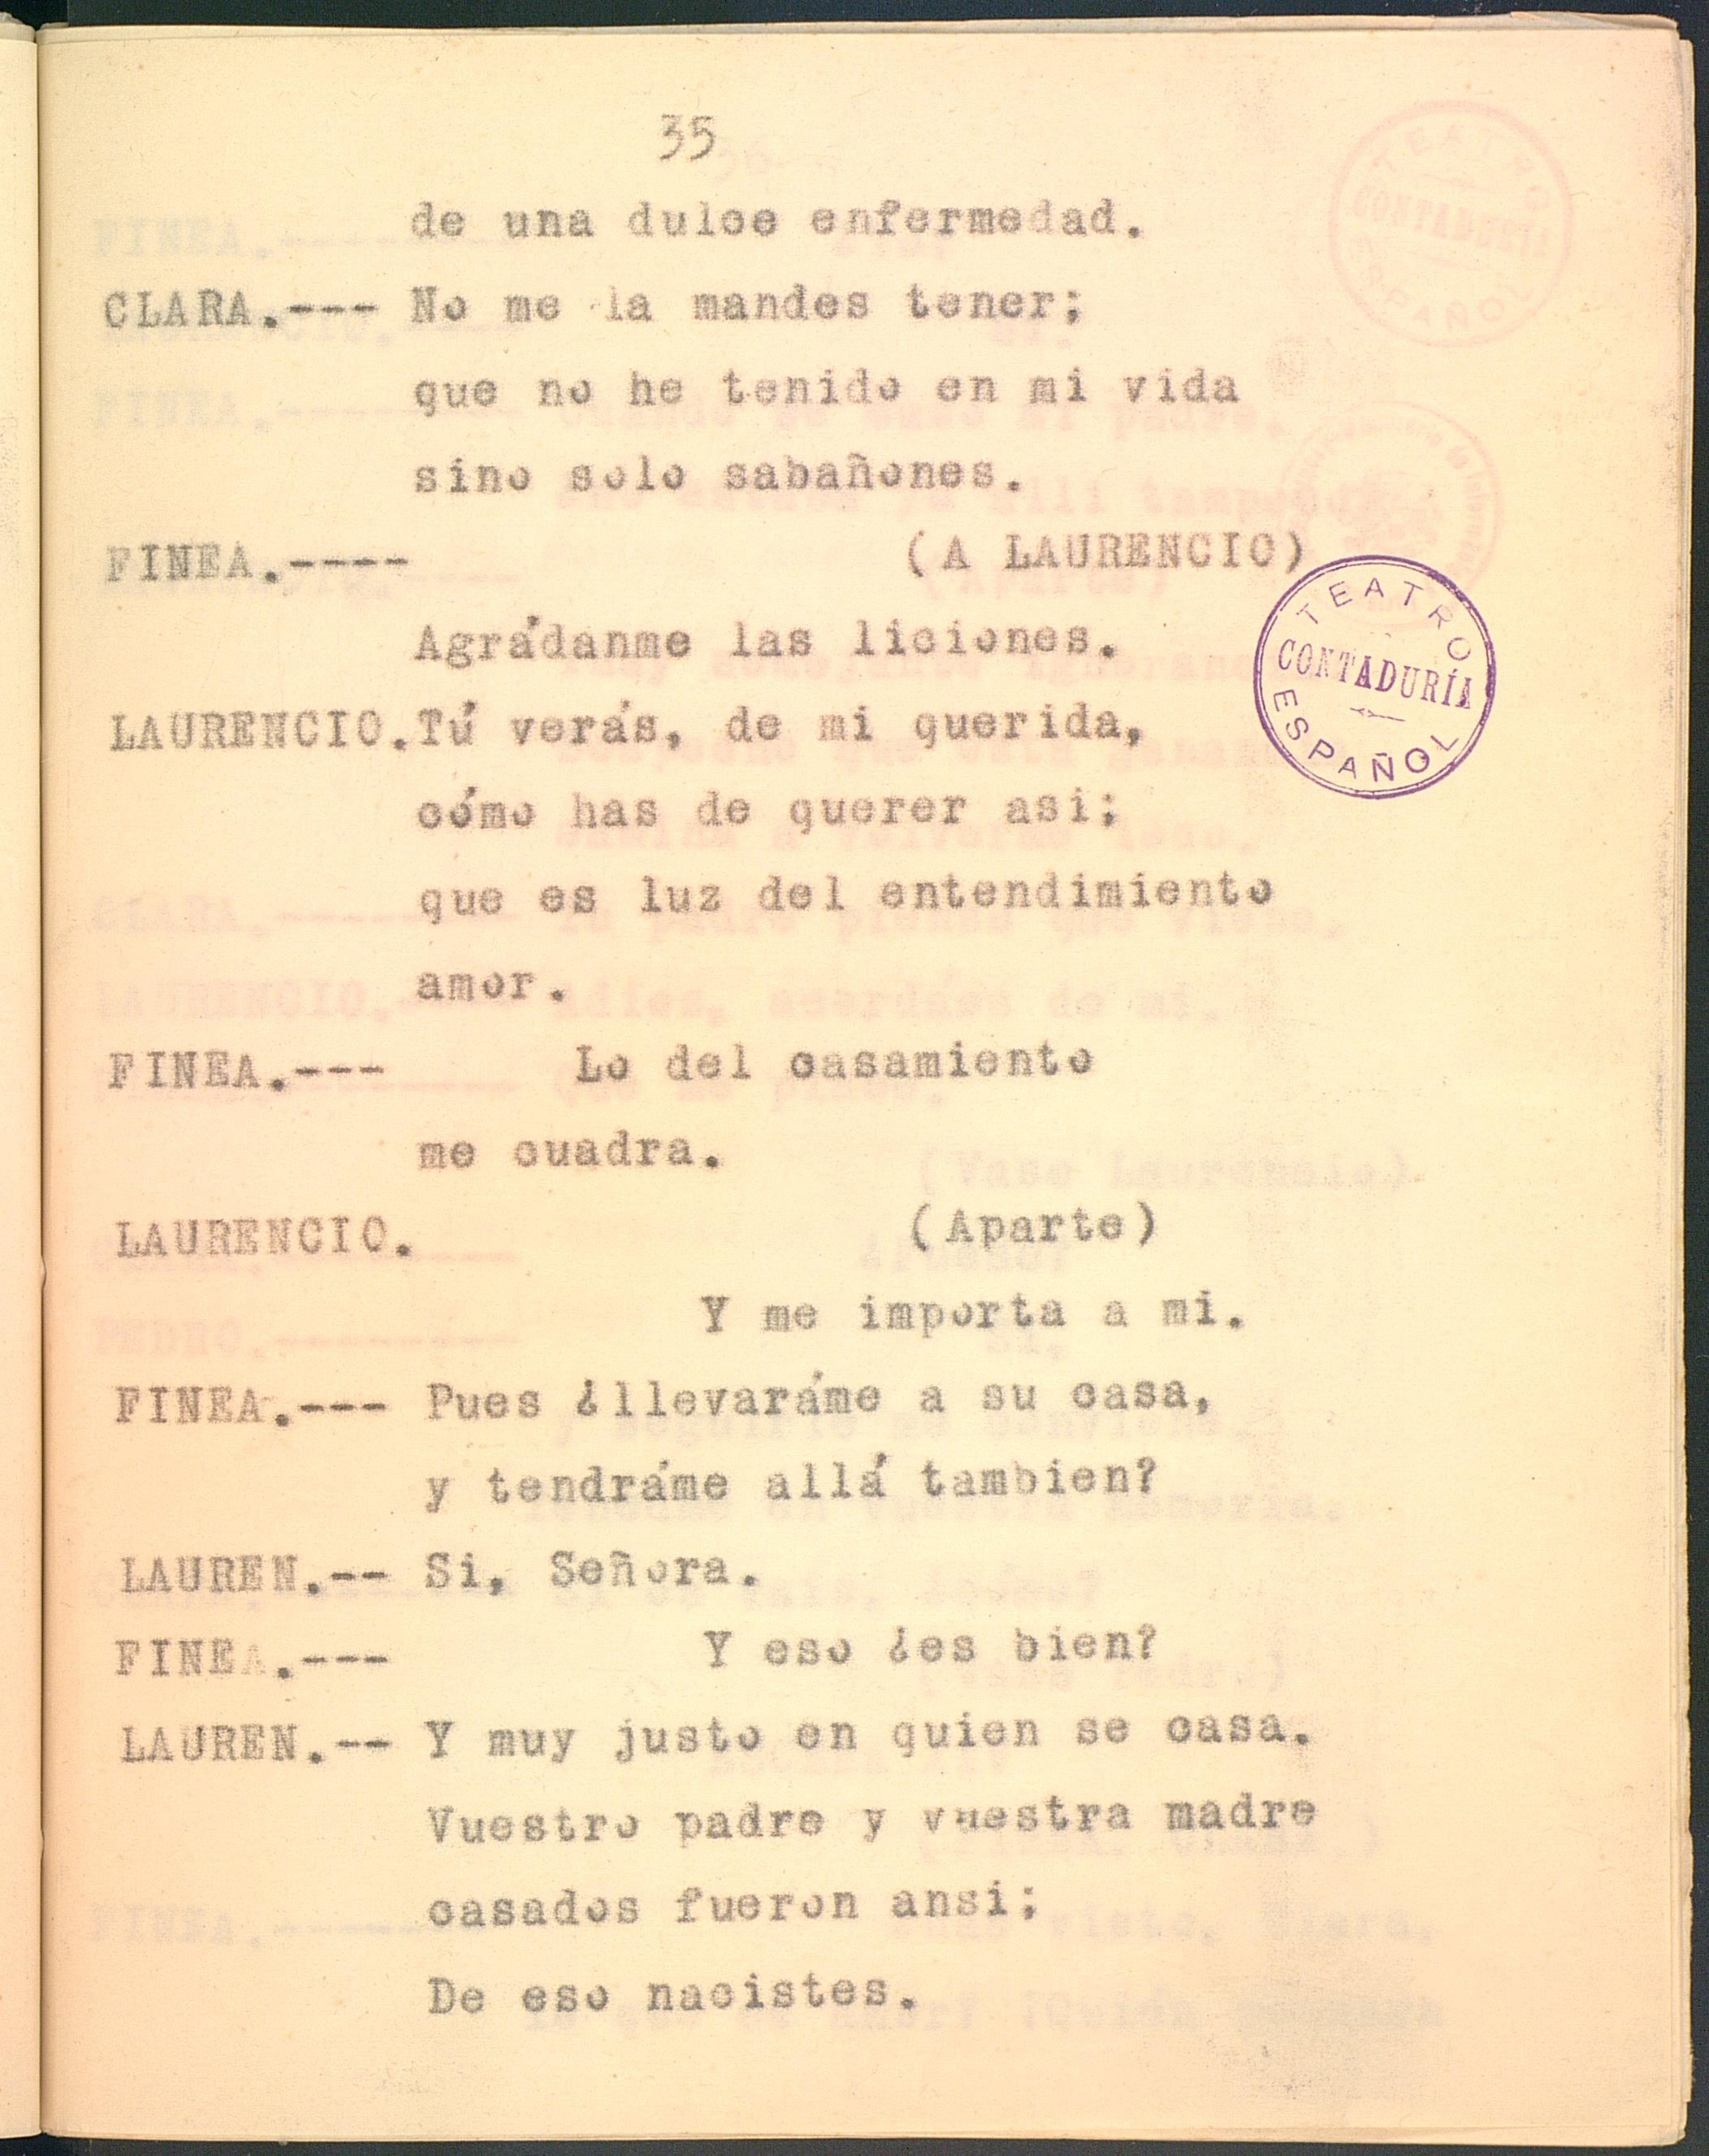 35
de una dulce enfermedad.
CLARA.--- No me la mandes tener;
que no he tenido en mi vida
sino solo sabañones.
FINEA.---- (A LAURENCIO)
Agrádanme las liciones.
TEATRO
CONTADURÍA
ESPAÑOL
LAURENCIO.Tú verás, de mi querida,
cómo has de querer asi;
que es luz del entendimiento
amor.
FINEA.--- Lo del casamiento
me cuadra.
LAURENCIO. (Aparte)
Y me importa a mi.
FINEA.--- Pues ¿llevaráme a su casa,
y tendráme allá tambien?
LAUREN.-- Si, Señora.
FINEA.--- Y eso ¿es bien?
LAUREN.-- Y muy justo en quien se casa.
Vuestro padre y vuestra madre
casados fueron ansi;
De eso nacistes.